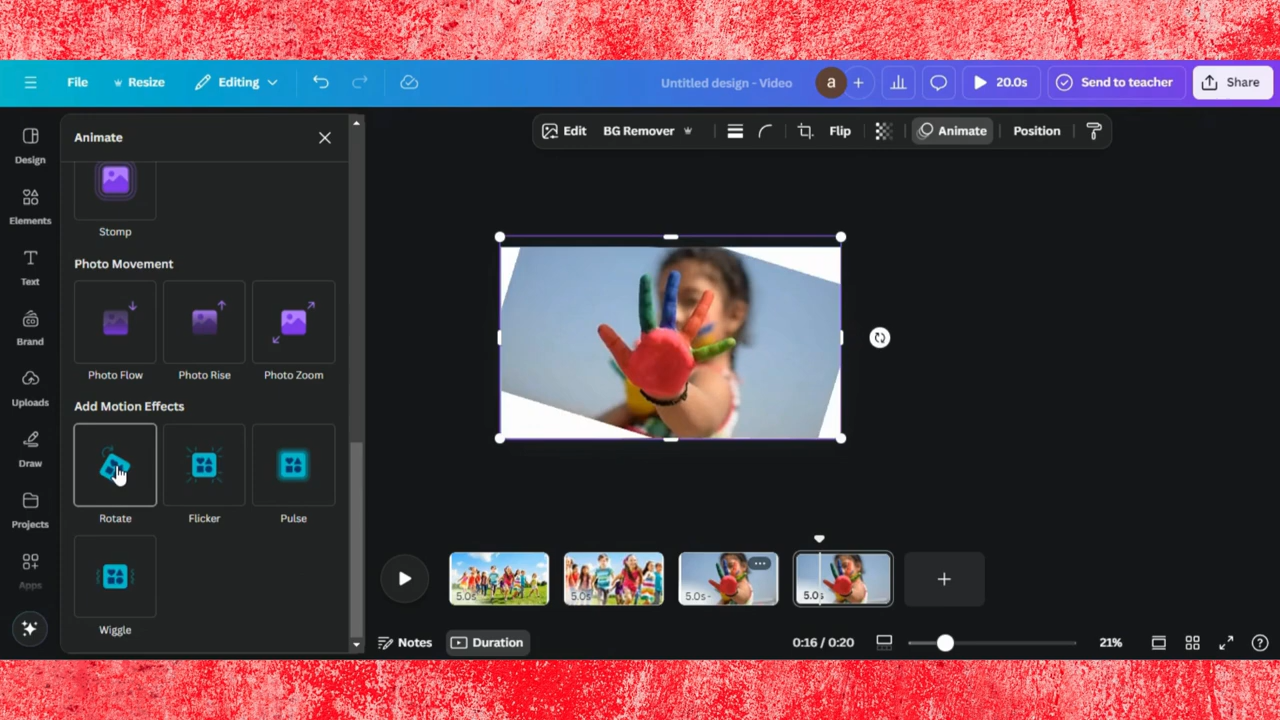 File
Resize
Editing
Untitled design - Video
a
+
20.0s
Send to teacher
Share
Design
Elements
Text
Brand
Uploads
Draw
Projects
Apps
Animate
Stomp
Photo Movement
Photo Flow
Photo Rise
Photo Zoom
Add Motion Effects
Rotate
Flicker
Pulse
Wiggle
Edit
BG Remover
Flip
Animate
Position
5.0s
5.0s
5.0s
5.0s
+
Notes
Duration
0:16 / 0:20
21%
?